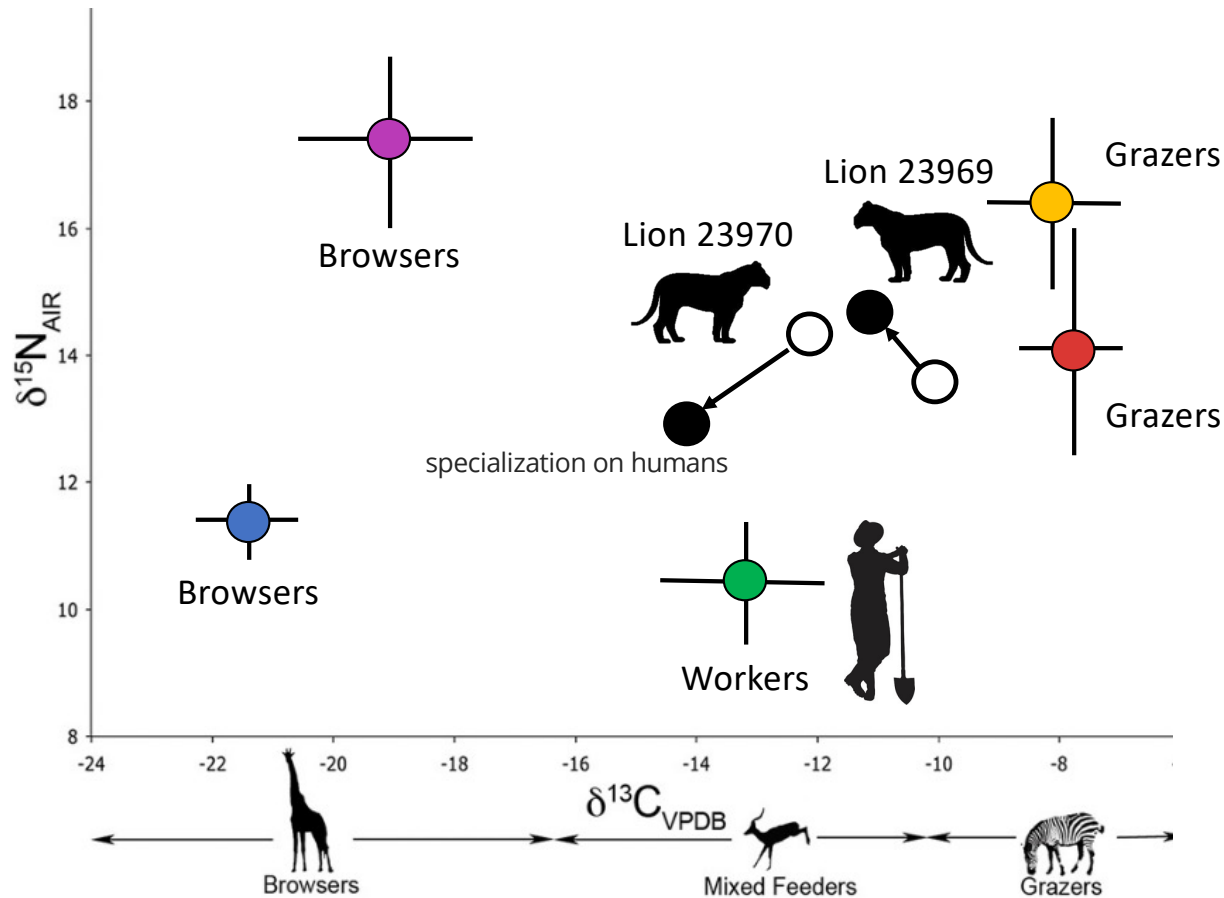 18
16
14
12
10
8
δ15NAIR
Browsers
Lion 23970
Lion 23969
Grazers
Grazers
specialization on humans
Browsers
Workers
-24
-22
-20
-18
-16
-14
-12
-10
-8
δ13CVPDB
Browsers
Mixed Feeders
Grazers